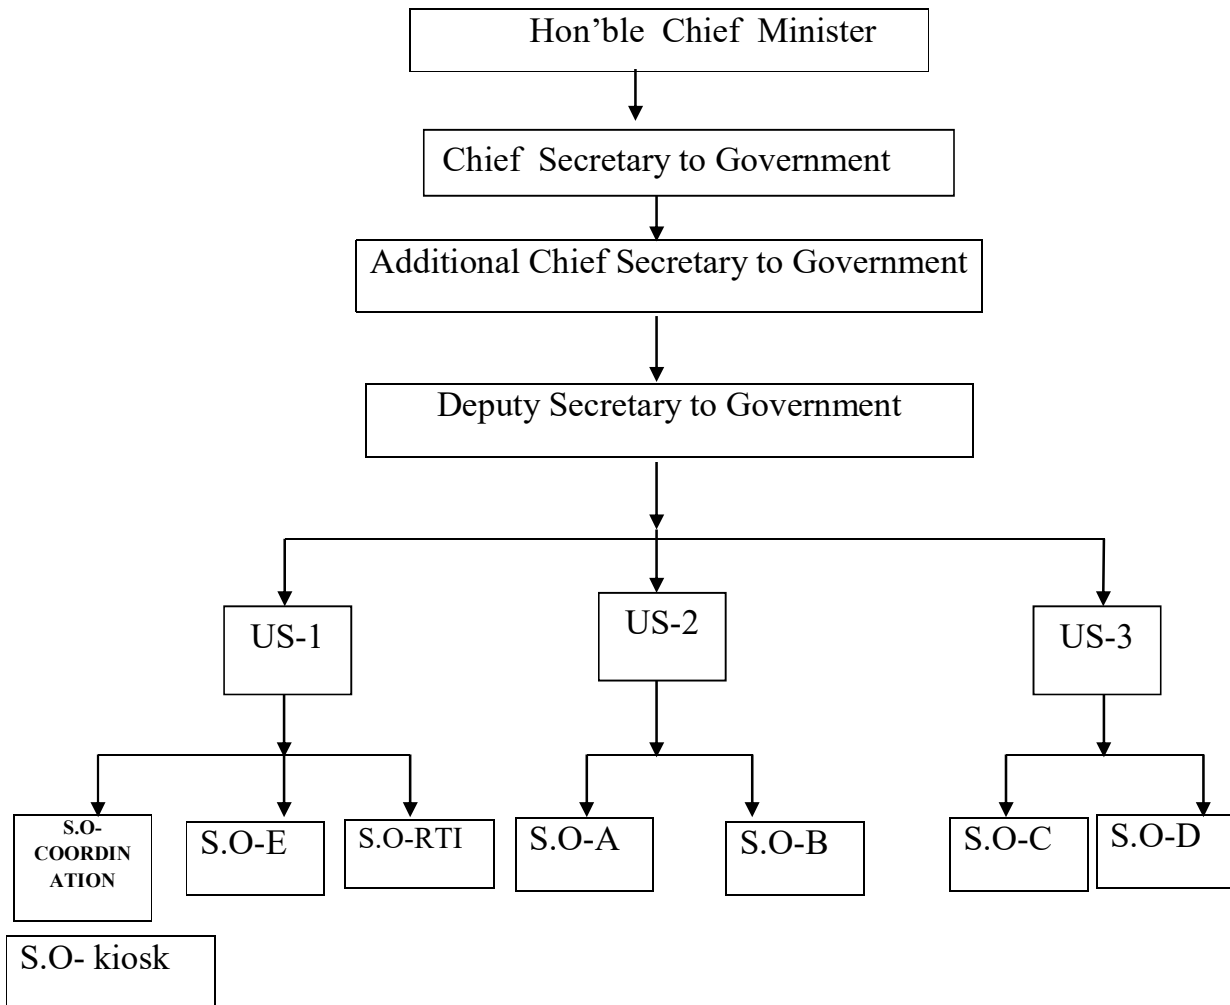 Hon’ble Chief Minister
Chief Secretary to Government
Additional Chief Secretary to Government
Deputy Secretary to Government
US-1
US-2
US-3
S.O-
COORDIN
ATION
S.O-E
S.O-RTI
S.O-A
S.O-B
S.O-C
S.O-D
S.O- kiosk